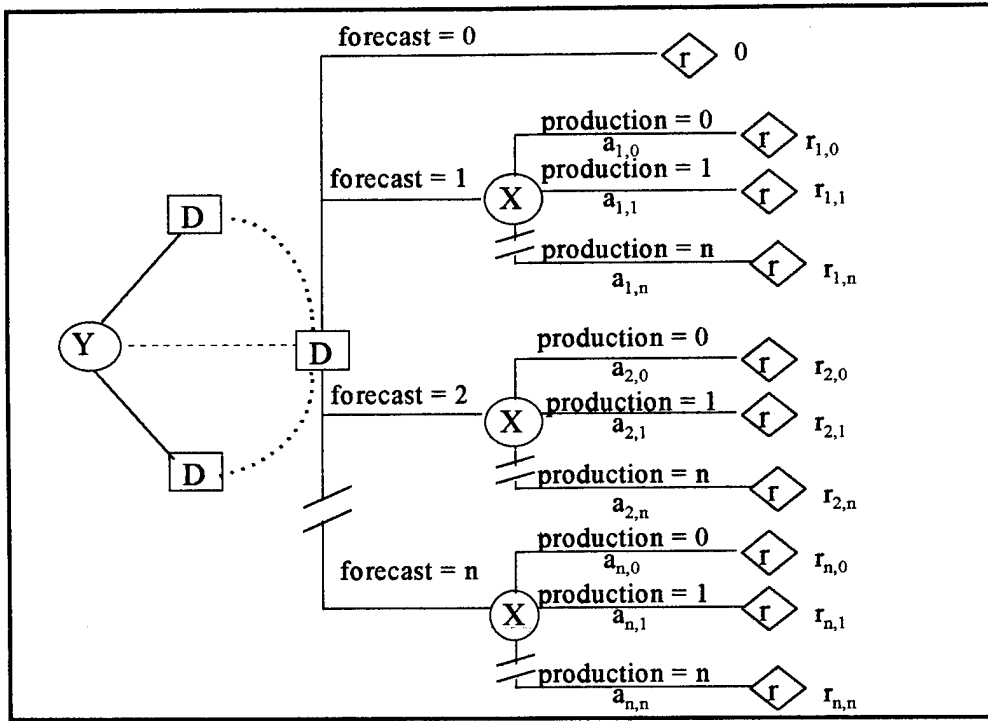 forecast = 0
r 0
production = 0
a1,0
r r1,0
forecast = 1
X
production = 1
a1,1
r r1,1
production = n
a1,n
r r1,n
D
Y
D
D
production = 0
a2,0
r r2,0
forecast = 2
X
production = 1
a2,1
r r2,1
production = n
a2,n
r r2,n
production = 0
an,0
r rn,0
forecast = n
X
production = 1
an,1
r rn,1
production = n
an,n
r rn,n